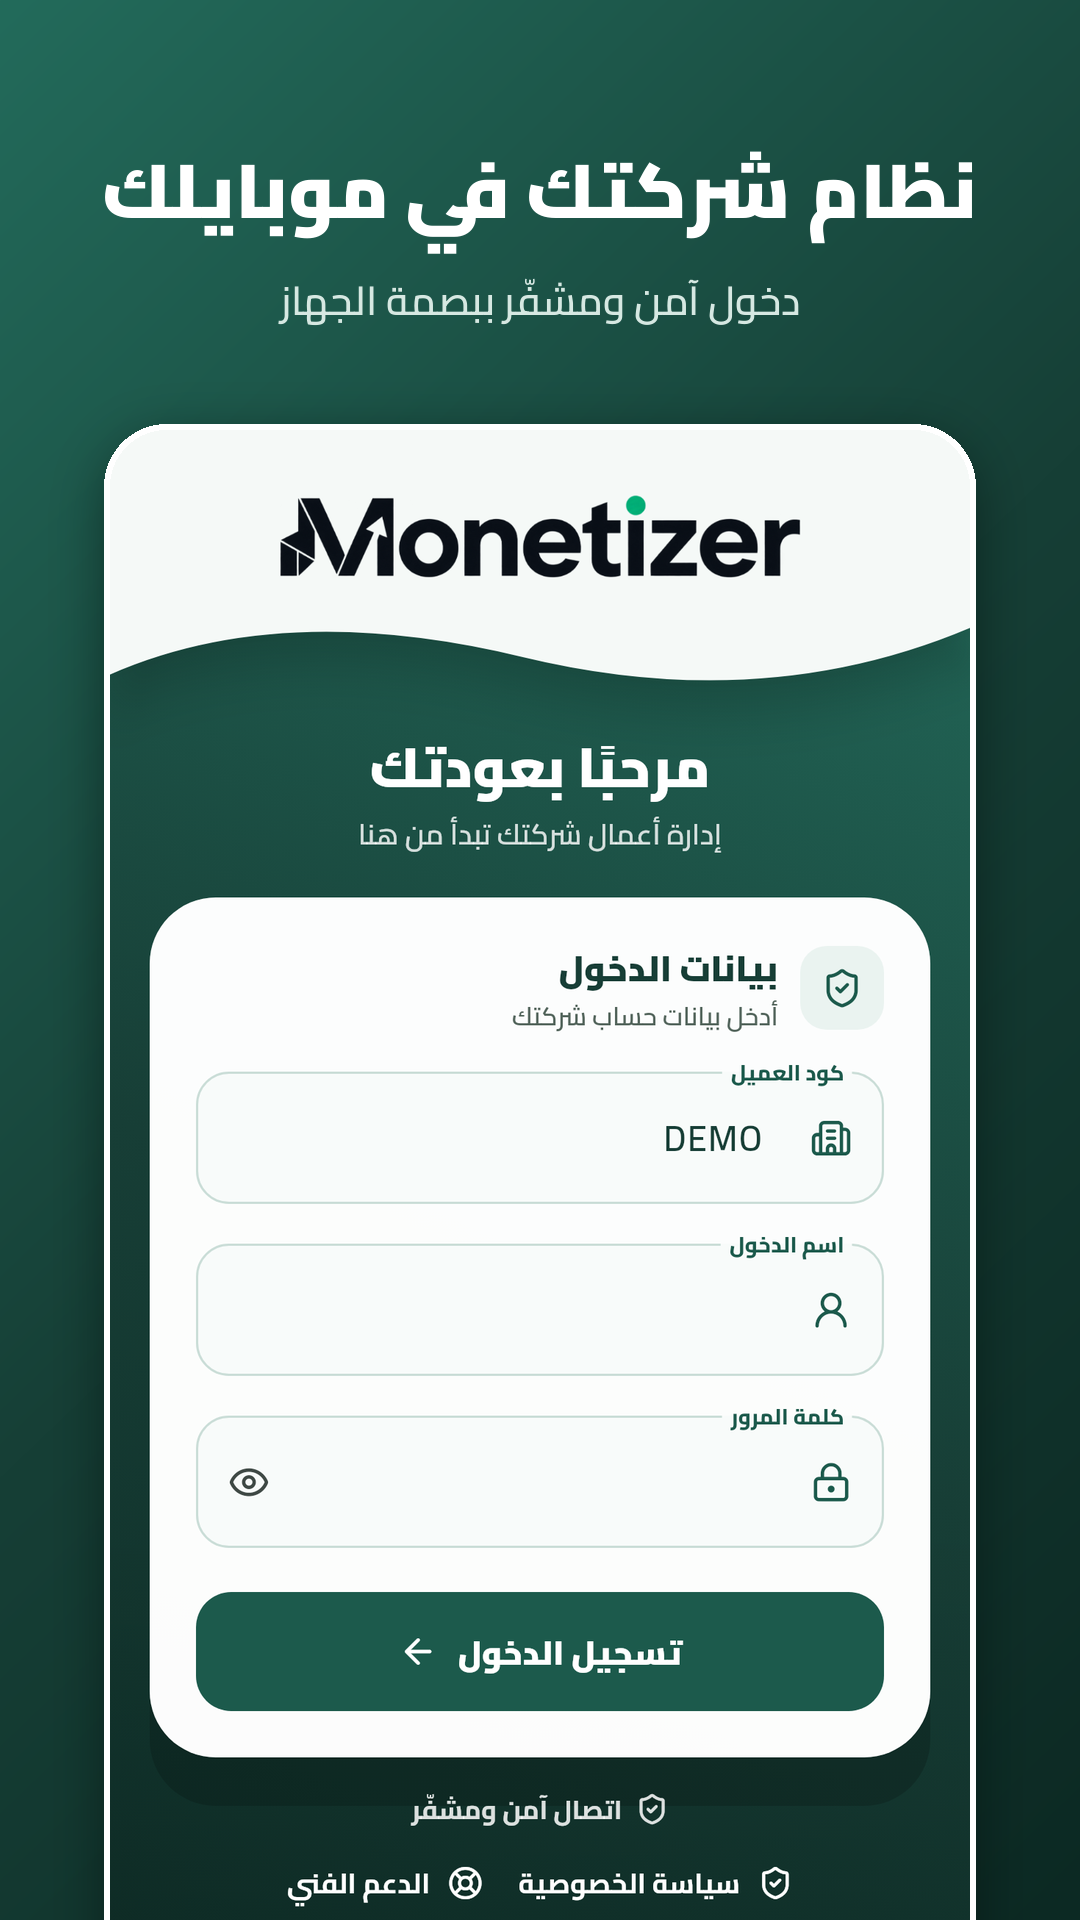 نظام شركتك في موبايلك
دخول آمن ومشفّر ببصمة الجهاز
Monetizer
مرحبًا بعودتك
إدارة أعمال شركتك تبدأ من هنا
بيانات الدخول
أدخل بيانات حساب شركتك
كود العميل
DEMO
اسم الدخول
كلمة المرور
تسجيل الدخول
اتصال آمن ومشفّر
سياسة الخصوصية الدعم الفني